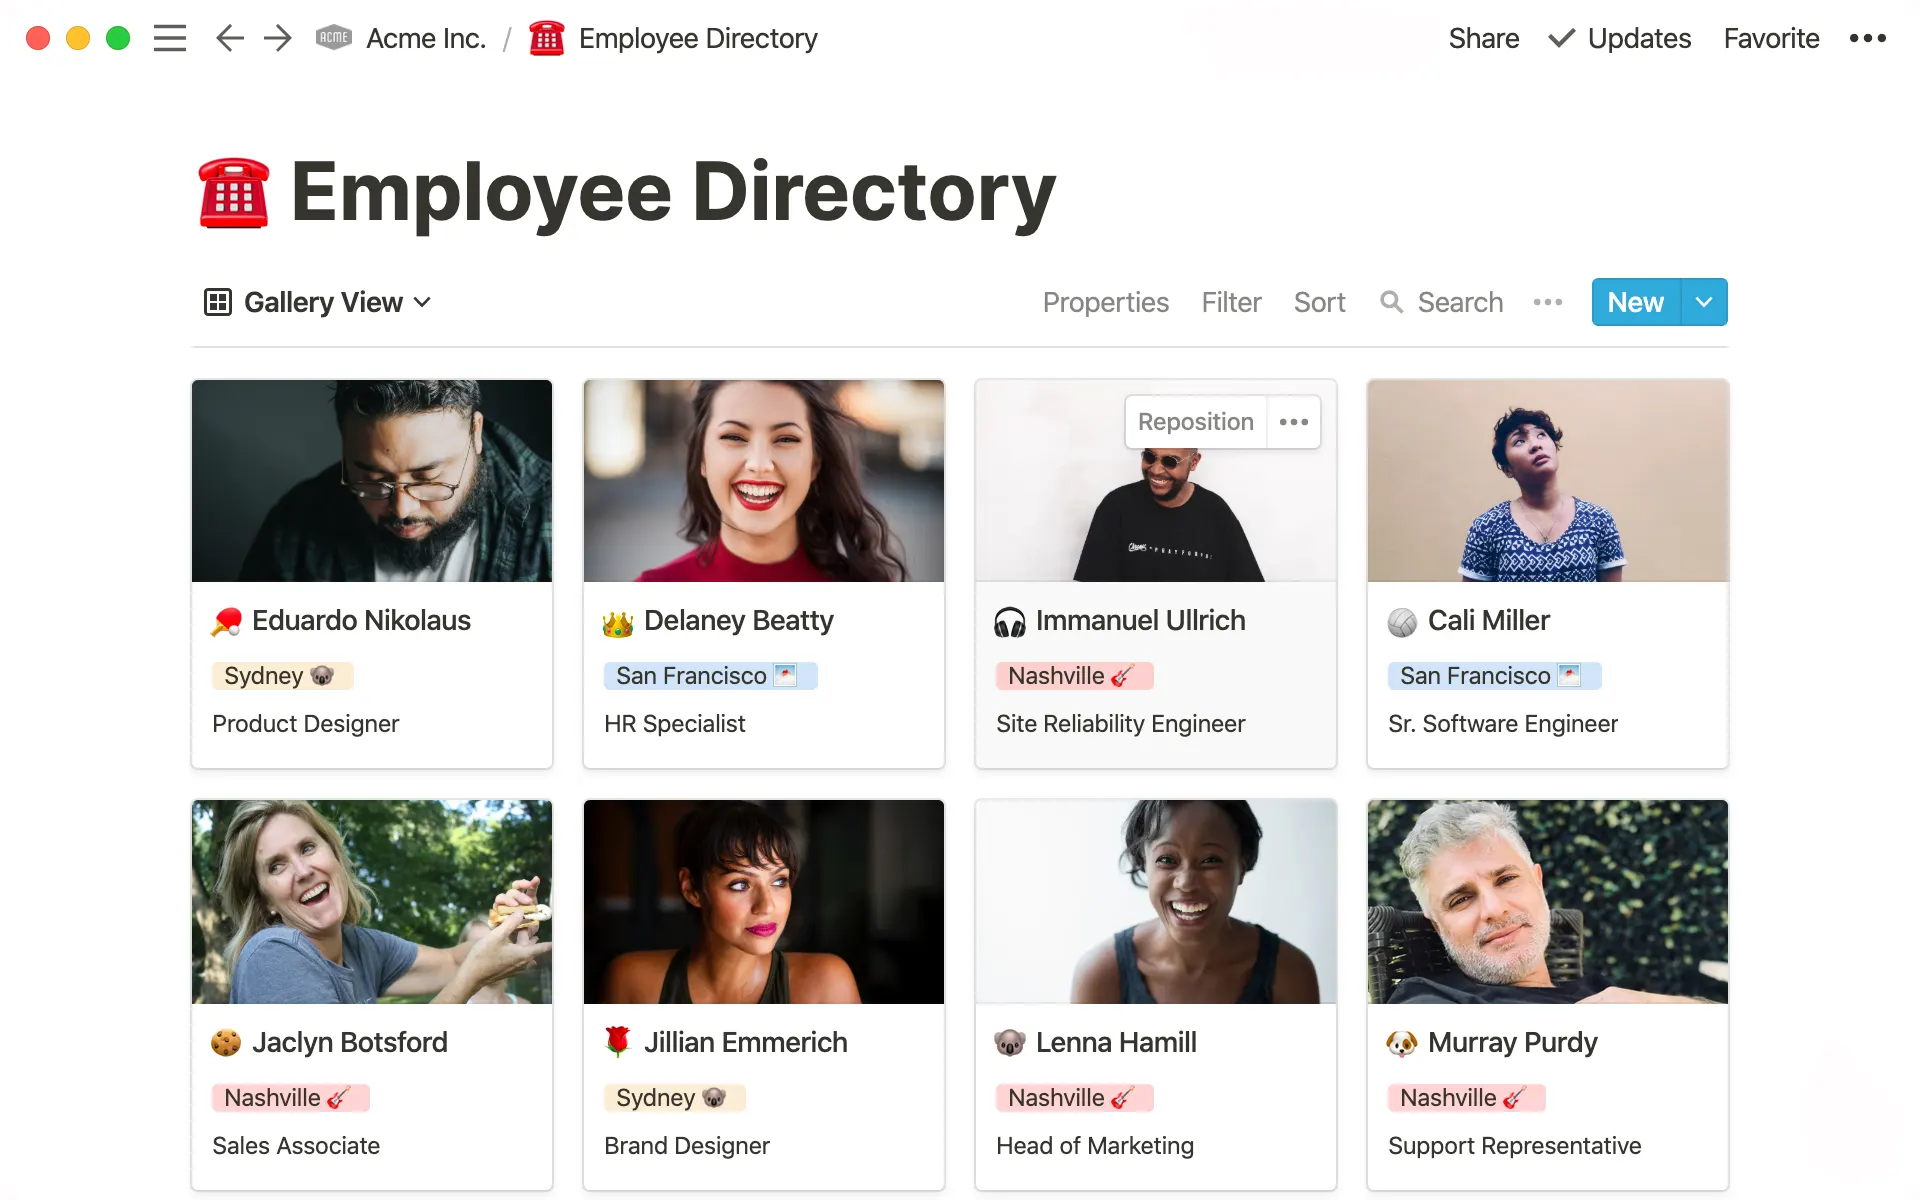 ACME Acme Inc. / Employee Directory
Share Updates Favorite
Employee Directory
Gallery View
Properties Filter Sort Search New
Reposition
Eduardo Nikolaus
Sydney
Product Designer
Delaney Beatty
San Francisco
HR Specialist
Immanuel Ullrich
Nashville
Site Reliability Engineer
Cali Miller
San Francisco
Sr. Software Engineer
Jaclyn Botsford
Nashville
Sales Associate
Jillian Emmerich
Sydney
Brand Designer
Lenna Hamill
Nashville
Head of Marketing
Murray Purdy
Nashville
Support Representative